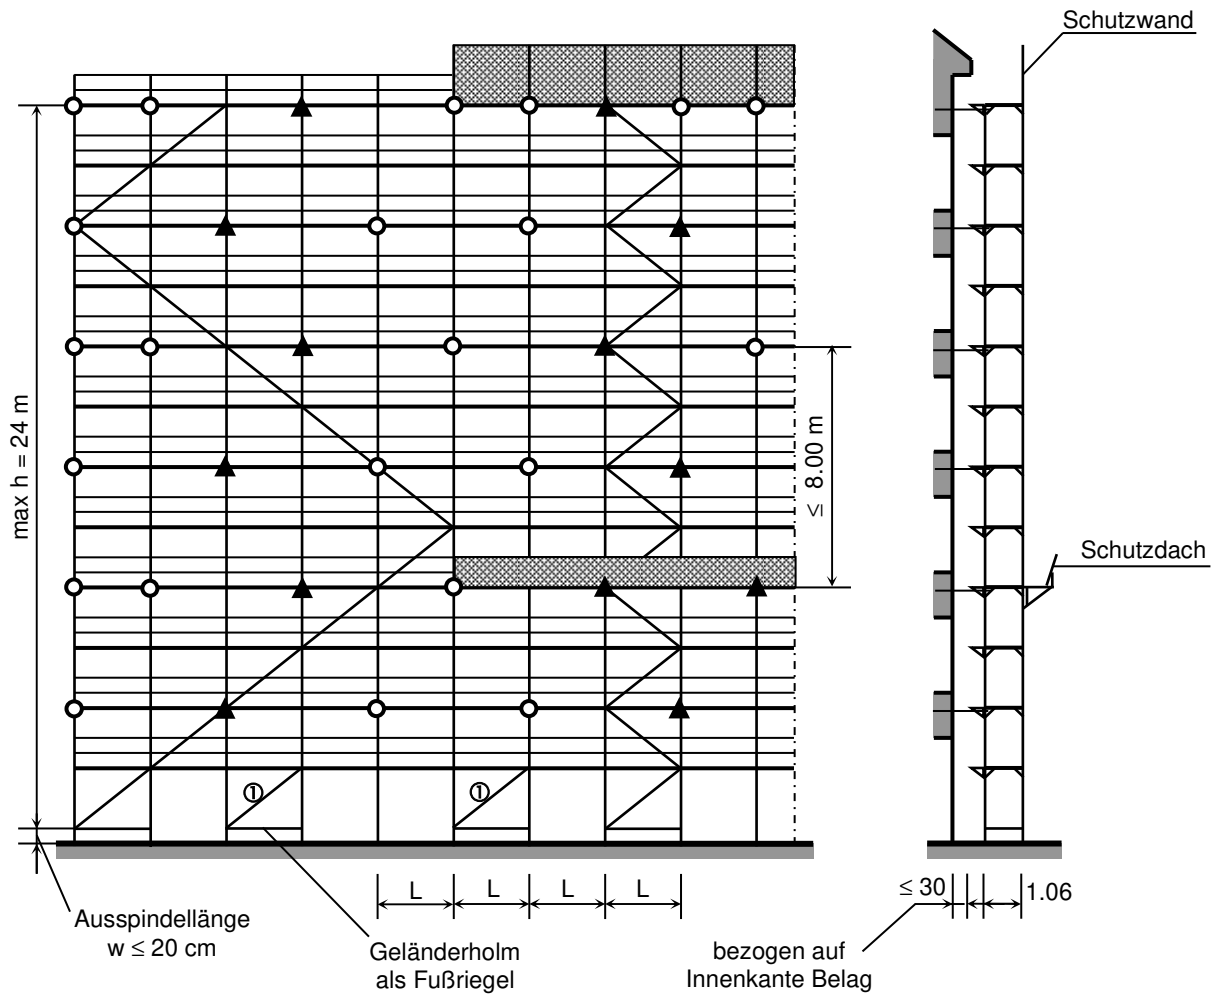 Schutzwand
max h = 24 m
≤ 8.00 m
Schutzdach
①
①
L
L
L
L
≤ 30
1.06
Ausspindellänge
w ≤ 20 cm
Geländerholm
als Fußriegel
bezogen auf
Innenkante Belag